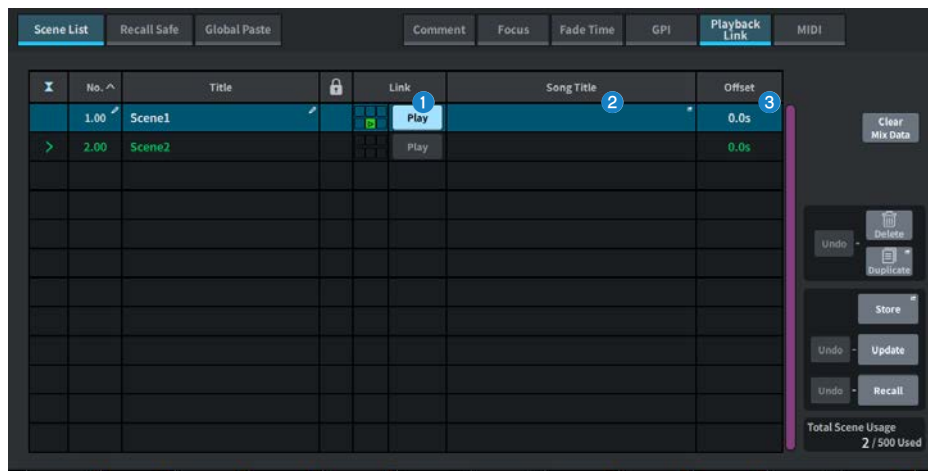 Scene List
Recall Safe
Global Paste
Comment
Focus
Fade Time
GPI
Playback
Link
MIDI
No.
Title
Link
Song Title
Offset
1
2
3
1.00
Scene1
Play
0.0s
2.00
Scene2
Play
0.0s
Clear
Mix Data
Undo
-
Delete
Duplicate
Store
Undo
-
Update
Undo
-
Recall
Total Scene Usage
2 / 500 Used